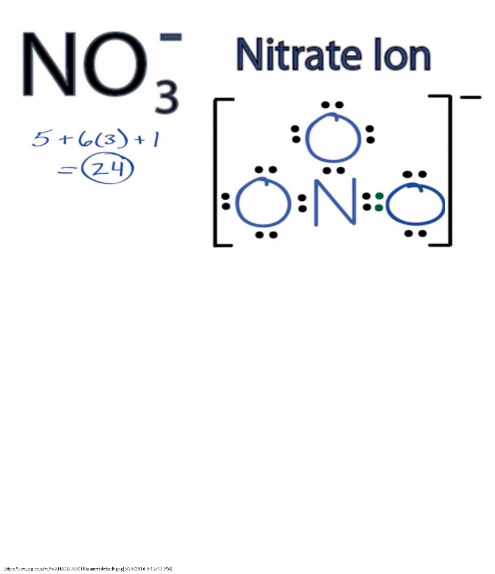 NO₃⁻
Nitrate Ion
5+6(3)+1
=24
O
O N O